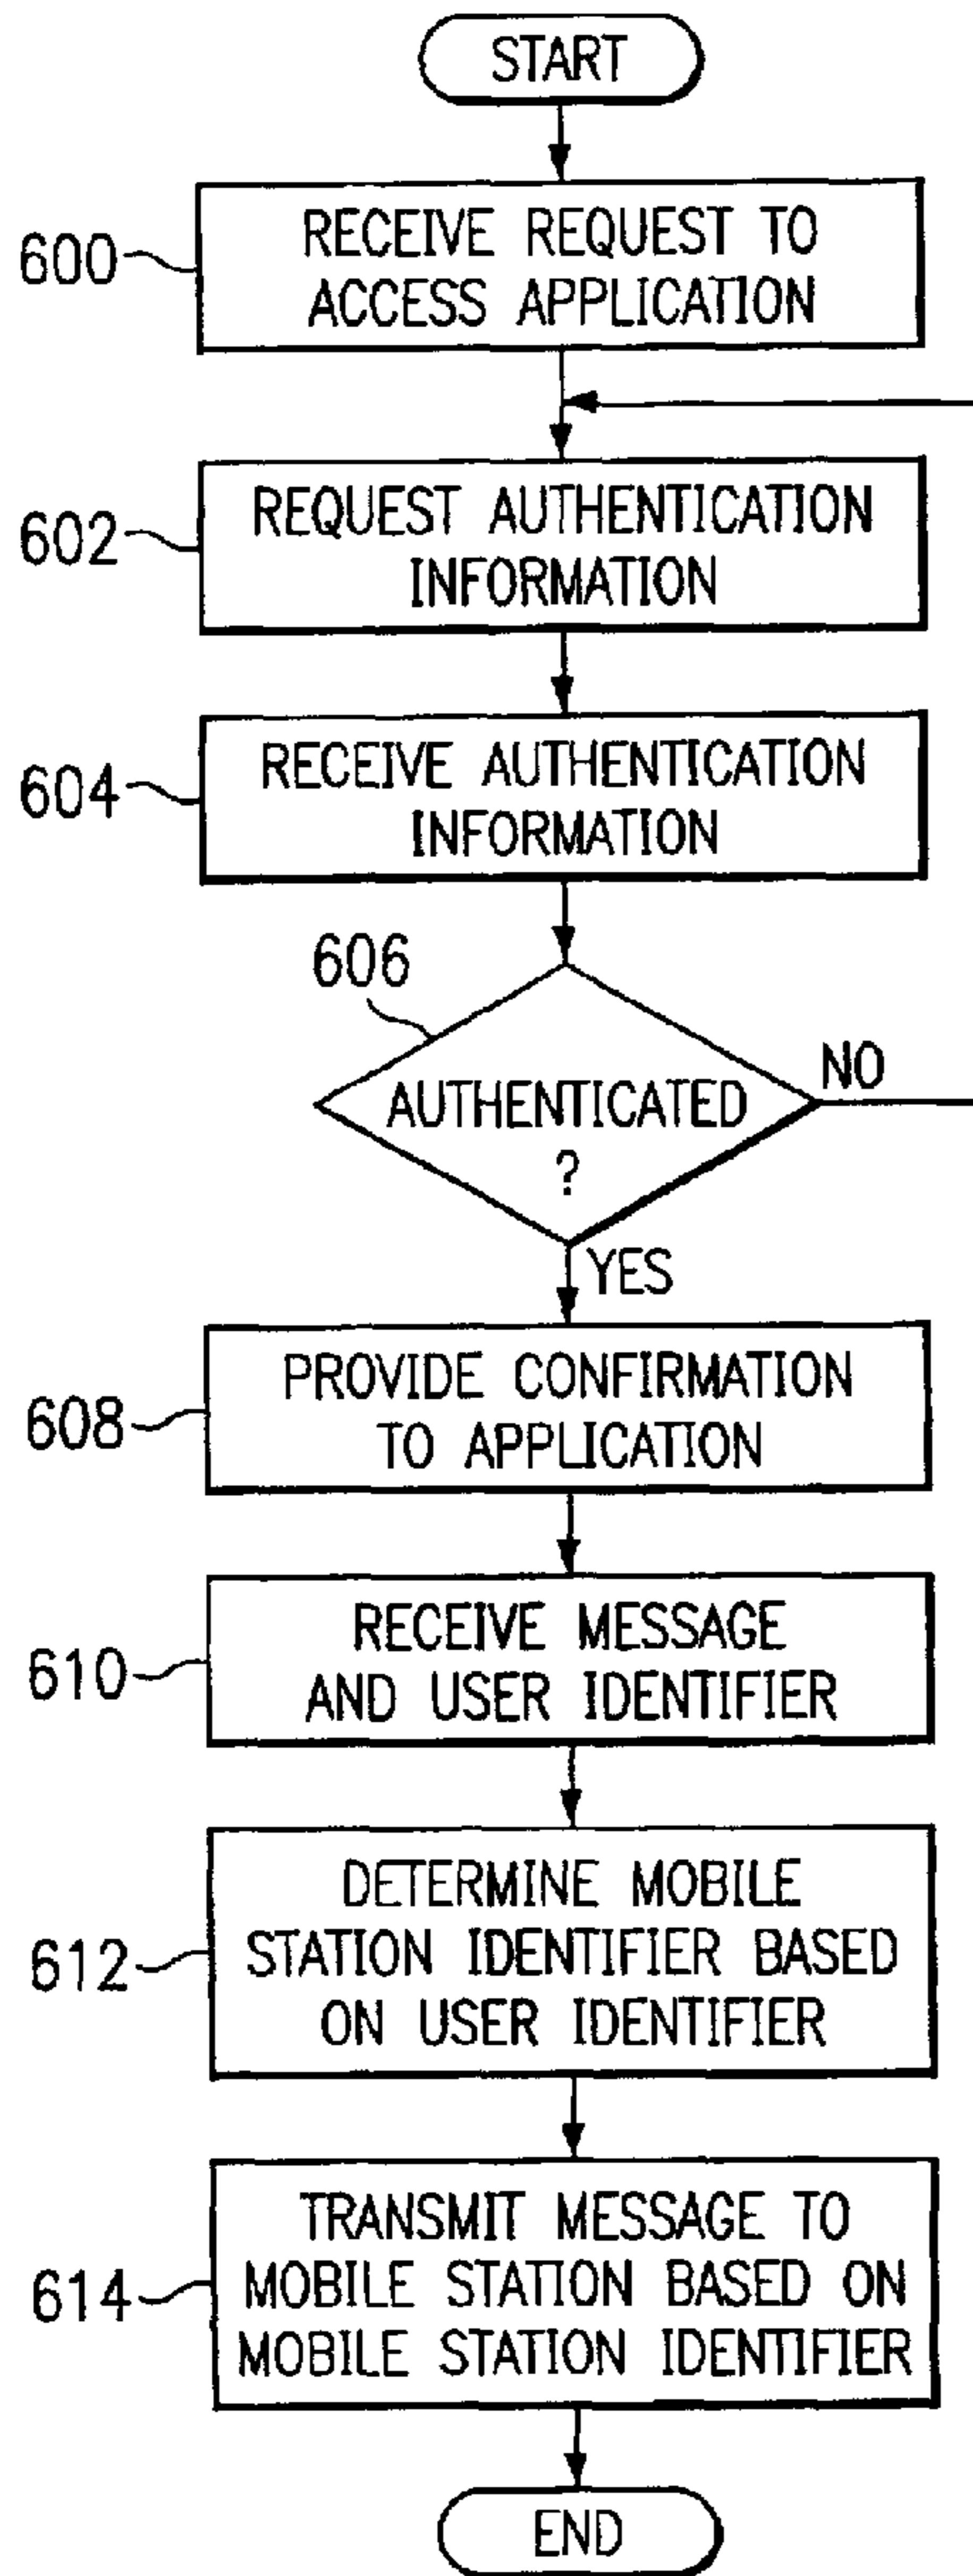 START
600
RECEIVE REQUEST TO
ACCESS APPLICATION
602
REQUEST AUTHENTICATION
INFORMATION
604
RECEIVE AUTHENTICATION
INFORMATION
606
AUTHENTICATED
?
NO
YES
608
PROVIDE CONFIRMATION
TO APPLICATION
610
RECEIVE MESSAGE
AND USER IDENTIFIER
612
DETERMINE MOBILE
STATION IDENTIFIER BASED
ON USER IDENTIFIER
614
TRANSMIT MESSAGE TO
MOBILE STATION BASED ON
MOBILE STATION IDENTIFIER
END